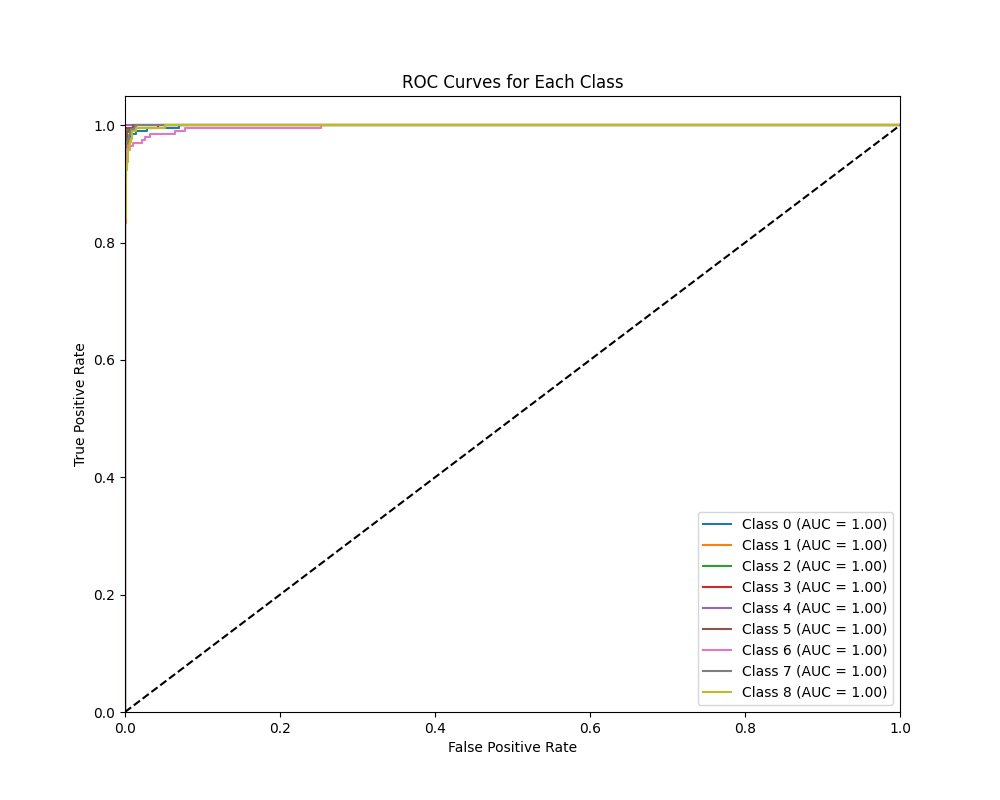 ROC Curves for Each Class
True Positive Rate
1.0
0.8
0.6
0.4
0.2
0.0
0.0 0.2 0.4 0.6 0.8 1.0
False Positive Rate
Class 0 (AUC = 1.00)
Class 1 (AUC = 1.00)
Class 2 (AUC = 1.00)
Class 3 (AUC = 1.00)
Class 4 (AUC = 1.00)
Class 5 (AUC = 1.00)
Class 6 (AUC = 1.00)
Class 7 (AUC = 1.00)
Class 8 (AUC = 1.00)